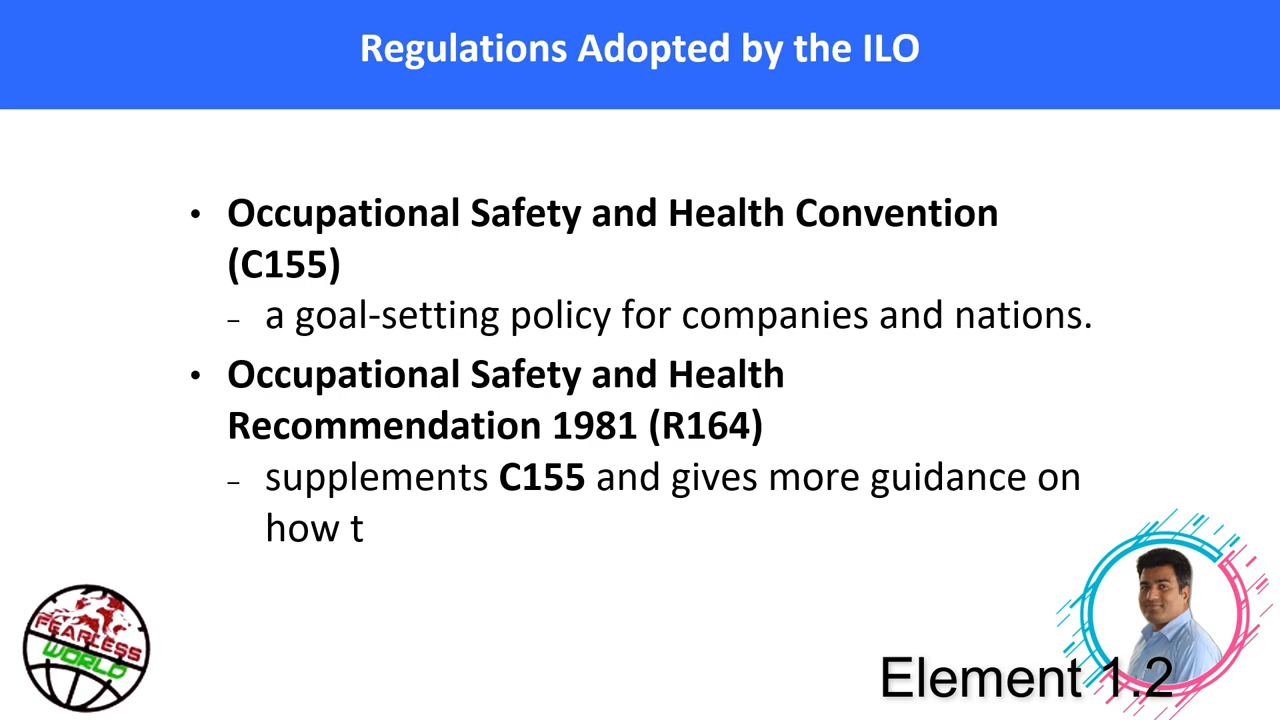 Regulations Adopted by the ILO
• Occupational Safety and Health Convention
(C155)
– a goal-setting policy for companies and nations.
• Occupational Safety and Health
Recommendation 1981 (R164)
– supplements C155 and gives more guidance on
how t
FEARLESS
WORLD
Element 1.2